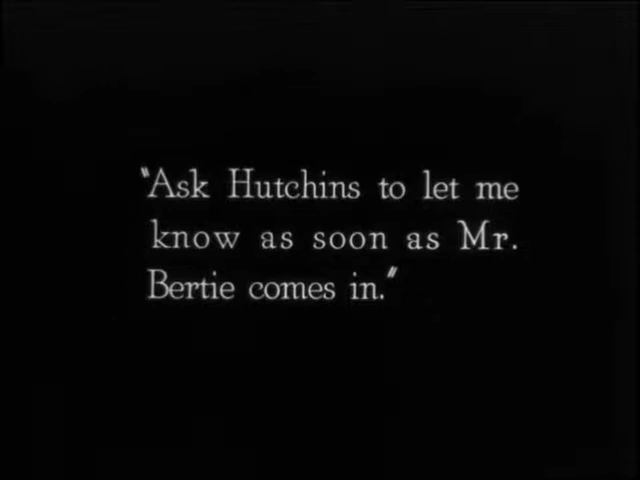 "Ask Hutchins to let me
know as soon as Mr.
Bertie comes in."